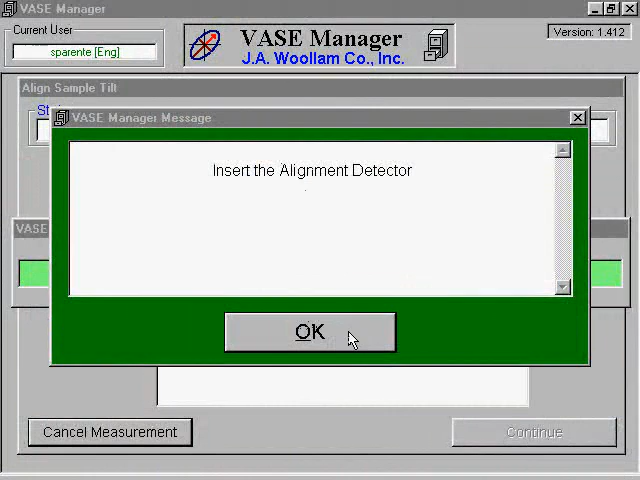 VASE Manager
Current User
sparente [Eng]
VASE Manager
J.A. Woollam Co., Inc.
Version: 1.412
Align Sample Tilt
VASE Manager Message
Insert the Alignment Detector
VASE
OK
Cancel Measurement
Continue